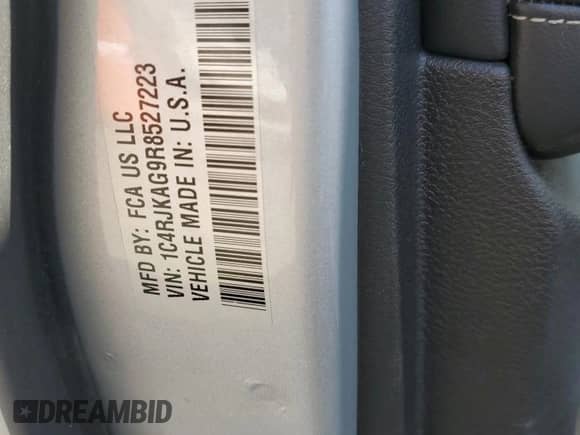 MFD BY: FCA US LLC
VIN: 1C4RJKAG9R8527223
VEHICLE MADE IN: U.S.A.
DREAMBID